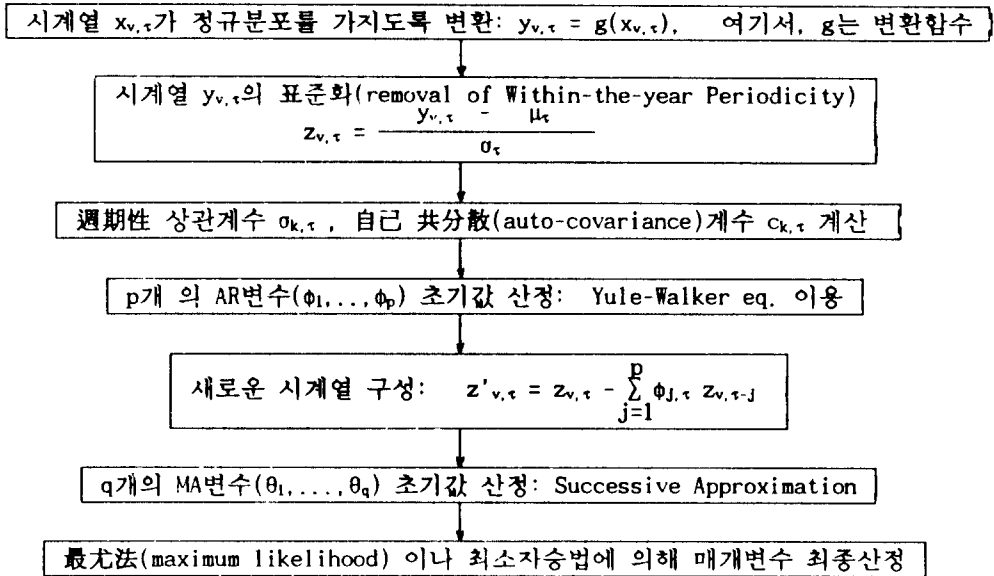 시계열 xᵥ,τ가 정규분포를 가지도록 변환: yᵥ,τ = g(xᵥ,τ), 여기서, g는 변환함수
시계열 yᵥ,τ의 표준화(removal of Within-the-year Periodicity)
zᵥ,τ = (yᵥ,τ - μτ) / στ
週期性 상관계수 σk,τ , 自己 共分散(auto-covariance)계수 ck,τ 계산
p개 의 AR변수(ϕ1,...,ϕp) 초기값 산정: Yule-Walker eq. 이용
새로운 시계열 구성: z'ᵥ,τ = zᵥ,τ - Σ(j=1..p) ϕj,τ zᵥ,τ-j
q개의 MA변수(θ1,...,θq) 초기값 산정: Successive Approximation
最尤法(maximum likelihood) 이나 최소자승법에 의해 매개변수 최종산정